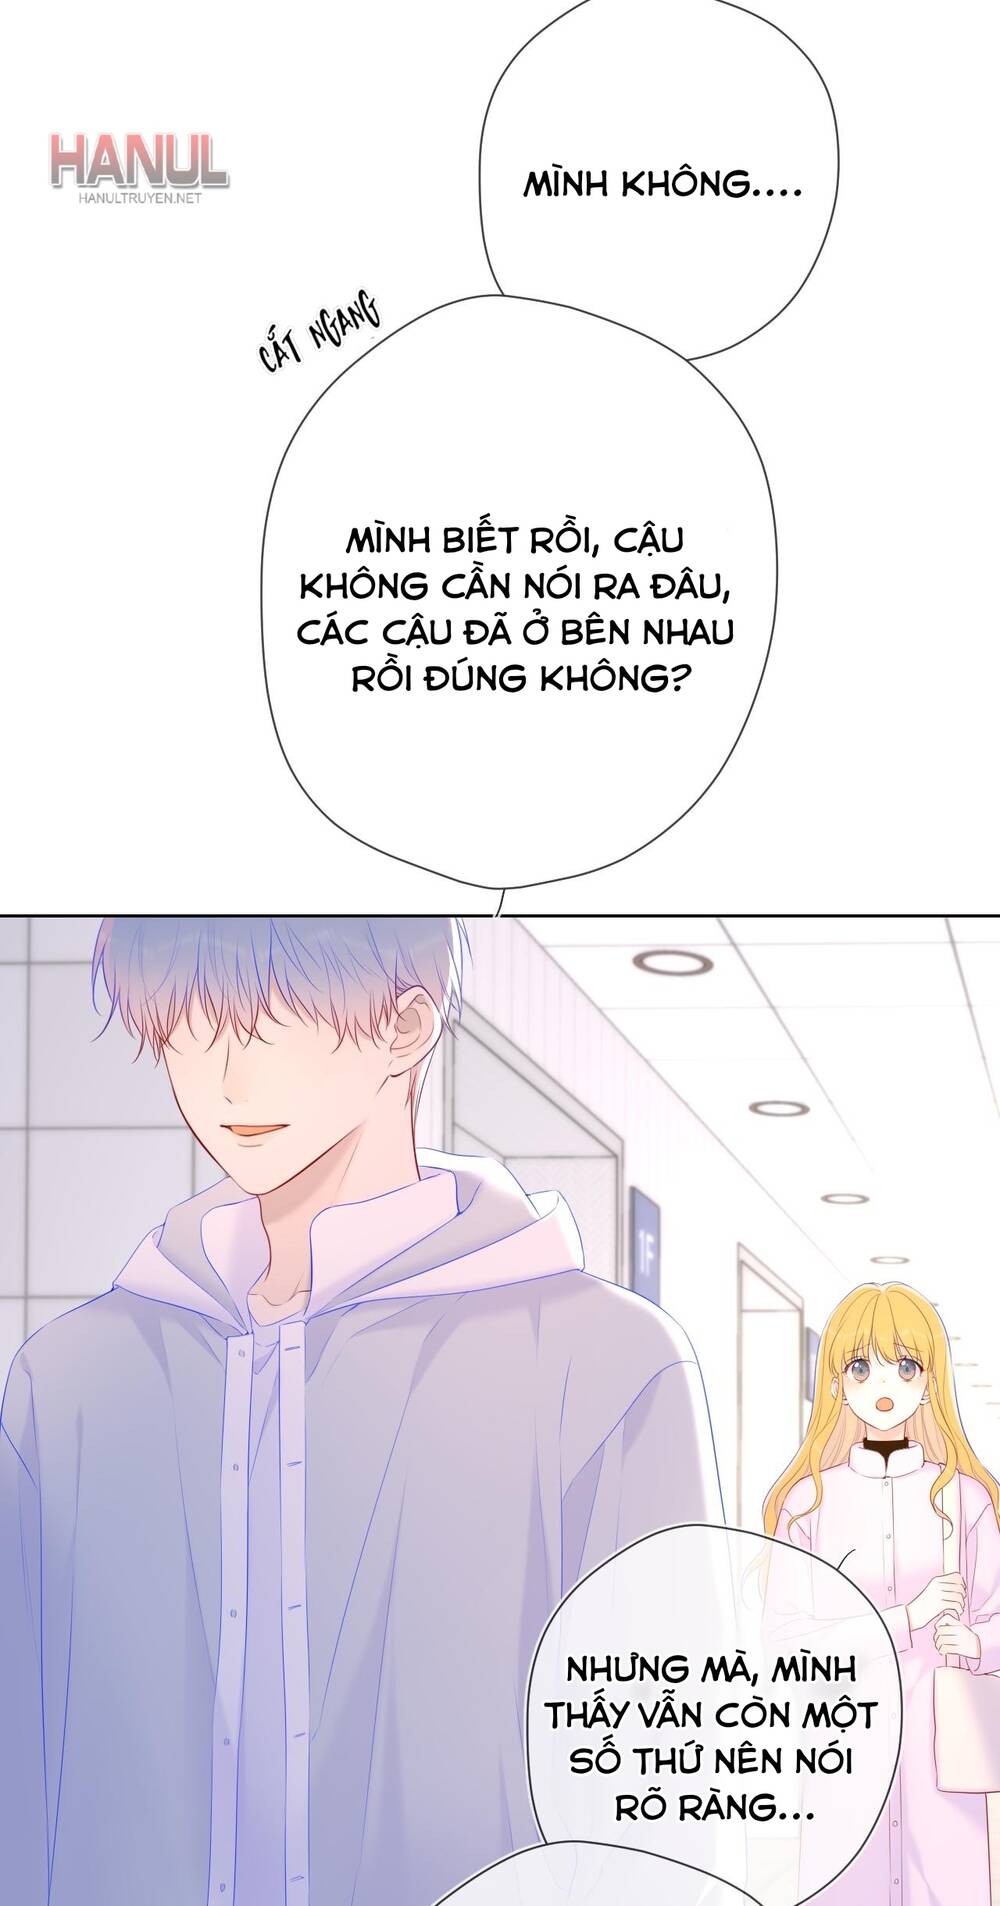 HANUL
HANULTRUYEN.NET
MÌNH KHÔNG....
CẮT NGANG
MÌNH BIẾT RỒI, CẬU
KHÔNG CẦN NÓI RA ĐÂU,
CÁC CẬU ĐÃ Ở BÊN NHAU
RỒI ĐÚNG KHÔNG?
1F
NHƯNG MÀ, MÌNH
THẤY VẪN CÒN MỘT
SỐ THỨ NÊN NÓI
RÕ RÀNG...